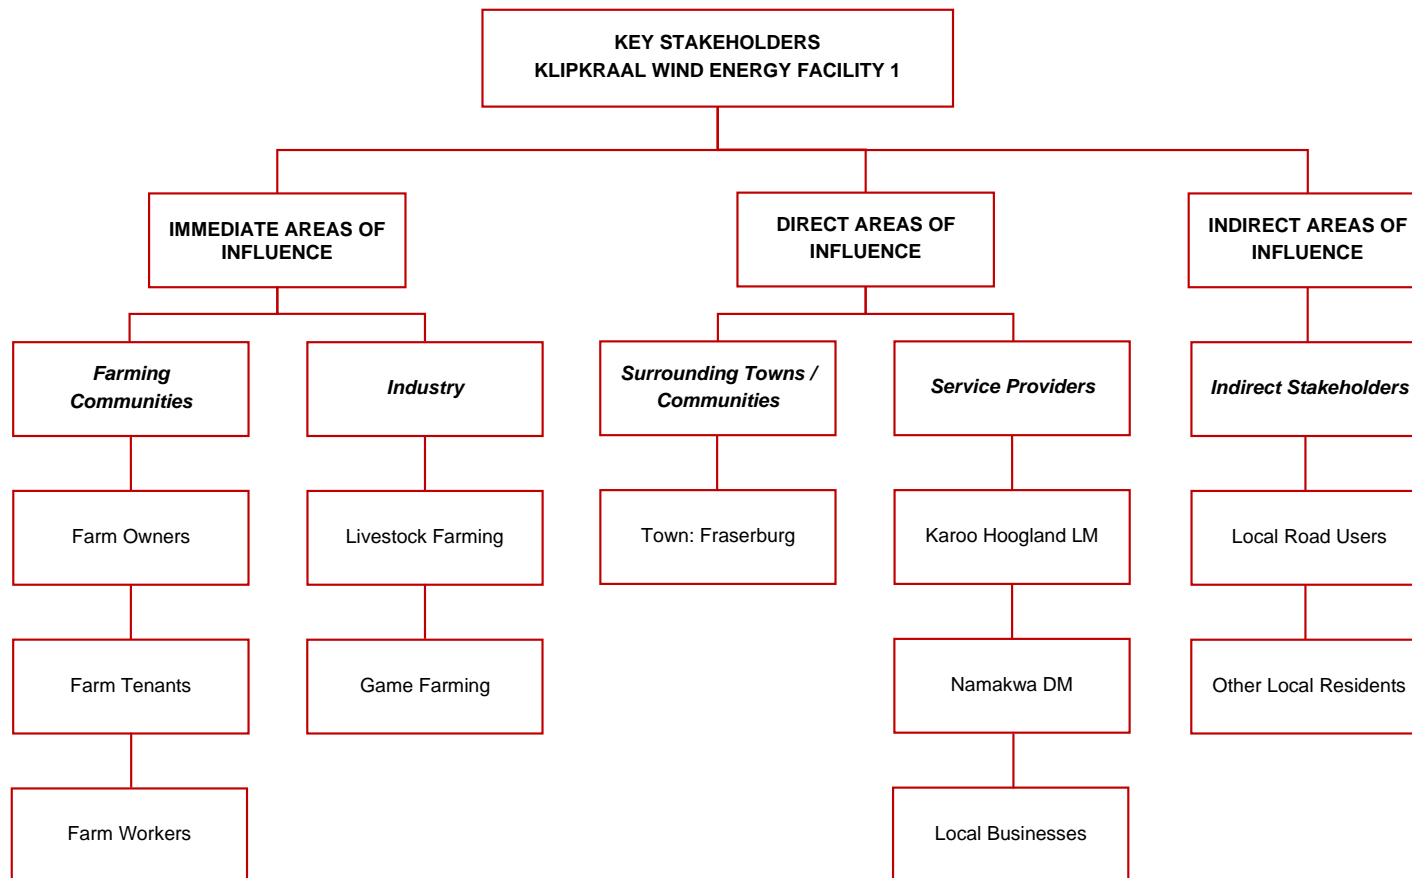 KEY STAKEHOLDERS
KLIPKRAAL WIND ENERGY FACILITY 1
IMMEDIATE AREAS OF
INFLUENCE
DIRECT AREAS OF
INFLUENCE
INDIRECT AREAS OF
INFLUENCE
Farming
Communities
Industry
Surrounding Towns /
Communities
Service Providers
Indirect Stakeholders
Farm Owners
Livestock Farming
Town: Fraserburg
Karoo Hoogland LM
Local Road Users
Farm Tenants
Game Farming
Namakwa DM
Other Local Residents
Farm Workers
Local Businesses